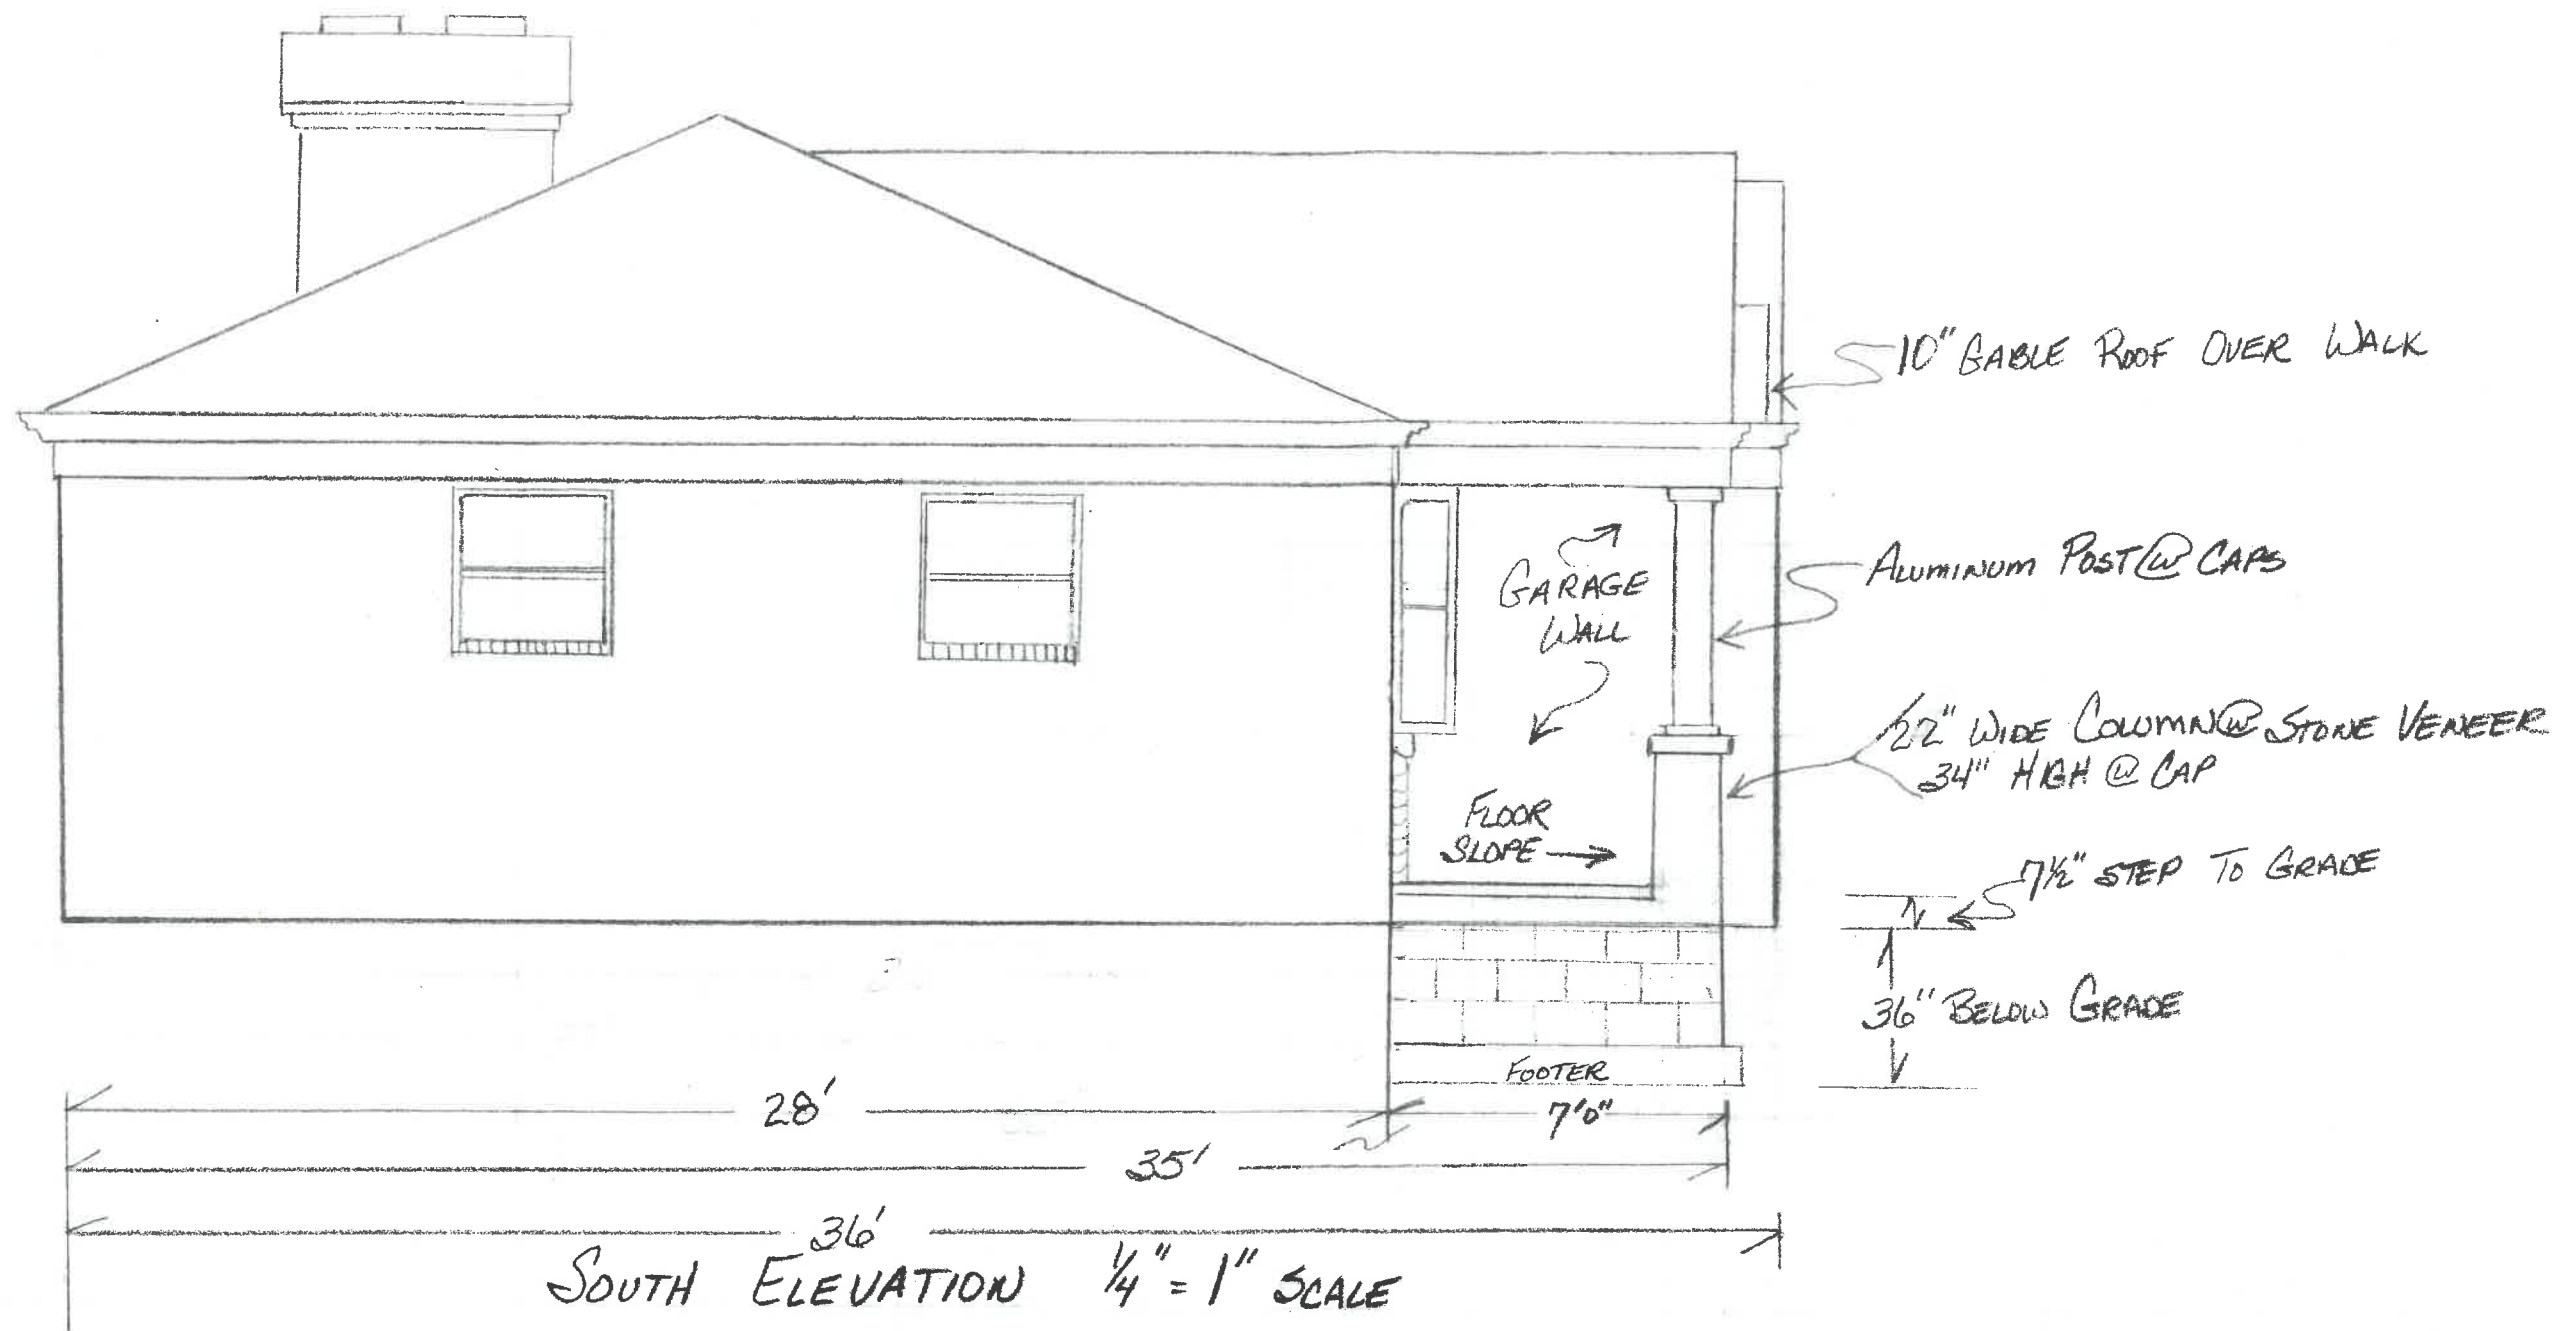 10" GABLE ROOF OVER WALK
GARAGE
WALL
ALUMINUM POST @ CAPS
22" WIDE COLUMN @ STONE VENEER
34" HIGH @ CAP
FLOOR
SLOPE
7½" STEP TO GRADE
36" BELOW GRADE
FOOTER
28'
7'0"
35'
36'
SOUTH ELEVATION ¼" = 1" SCALE